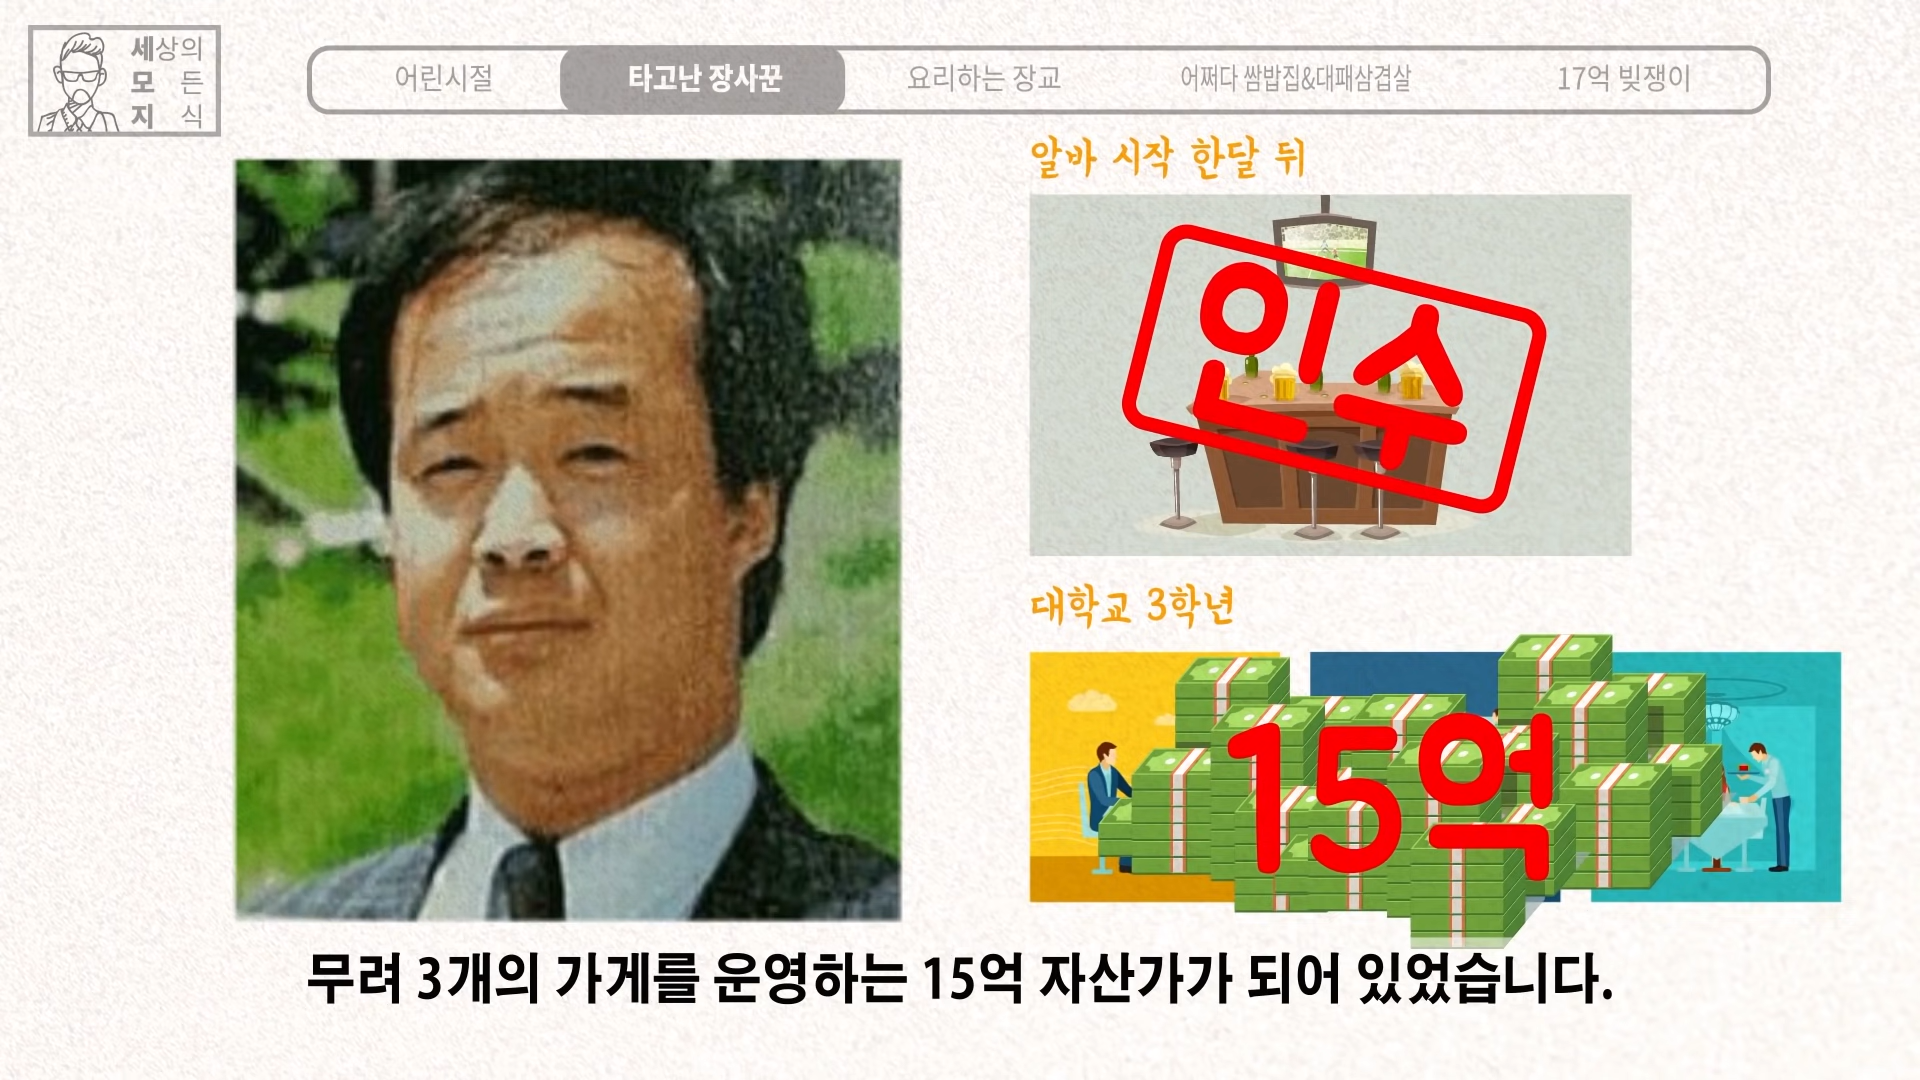 세상의
모든
지식
어린시절
타고난 장사꾼
요리하는 장교
어쩌다 쌈밥집&대패삼겹살
17억 빚쟁이
알바 시작 한달 뒤
인수
대학교 3학년
15억
무려 3개의 가게를 운영하는 15억 자산가가 되어 있었습니다.